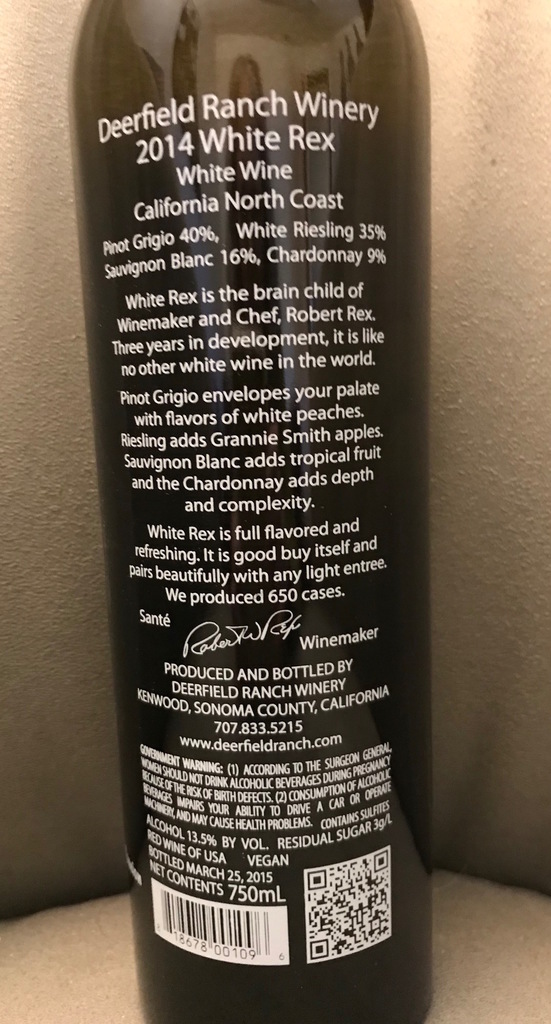 Deerfield Ranch Winery
2014 White Rex
White Wine
California North Coast
Pinot Grigio 40%, White Riesling 35%
Sauvignon Blanc 16%, Chardonnay 9%
White Rex is the brain child of
Winemaker and Chef, Robert Rex.
Three years in development, it is like
no other white wine in the world.
Pinot Grigio envelopes your palate
with flavors of white peaches.
Riesling adds Grannie Smith apples.
Sauvignon Blanc adds tropical fruit
and the Chardonnay adds depth
and complexity.
White Rex is full flavored and
refreshing. It is good buy itself and
pairs beautifully with any light entree.
We produced 650 cases.
Santé
Robert W Rex Winemaker
PRODUCED AND BOTTLED BY
DEERFIELD RANCH WINERY
KENWOOD, SONOMA COUNTY, CALIFORNIA
707.833.5215
www.deerfieldranch.com
GOVERNMENT WARNING: (1) ACCORDING TO THE SURGEON GENERAL,
WOMEN SHOULD NOT DRINK ALCOHOLIC BEVERAGES DURING PREGNANCY
BECAUSE OF THE RISK OF BIRTH DEFECTS. (2) CONSUMPTION OF ALCOHOLIC
BEVERAGES IMPAIRS YOUR ABILITY TO DRIVE A CAR OR OPERATE
MACHINERY, AND MAY CAUSE HEALTH PROBLEMS. CONTAINS SULFITES
ALCOHOL 13.5% BY VOL. RESIDUAL SUGAR 3g/L
RED WINE OF USA VEGAN
BOTTLED MARCH 25, 2015
NET CONTENTS 750mL
18678 00109 6